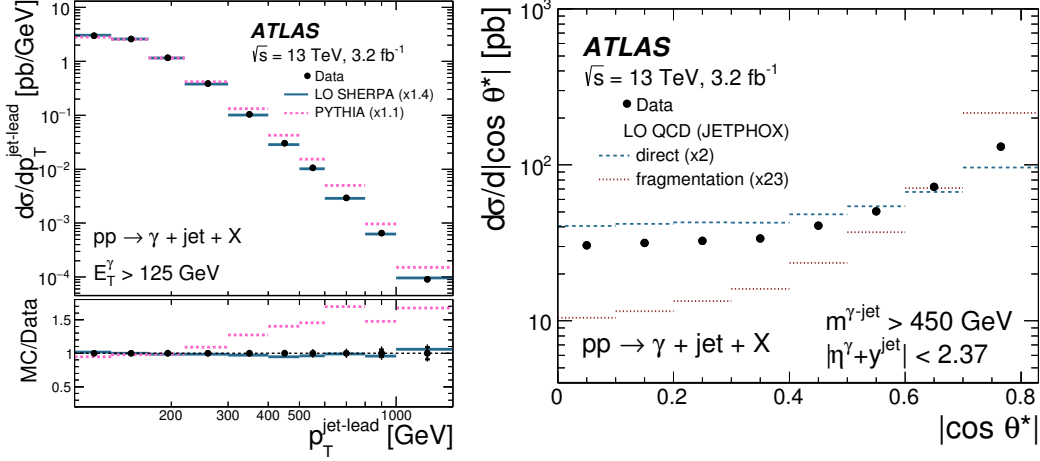 dσ/dp_T^{jet-lead} [pb/GeV]
ATLAS
√s = 13 TeV, 3.2 fb⁻¹
Data
LO SHERPA (x1.4)
PYTHIA (x1.1)
pp → γ + jet + X
E_T^γ > 125 GeV
10
1
10⁻¹
10⁻²
10⁻³
10⁻⁴
MC/Data
1.5
1
0.5
200 300 400 500 1000
p_T^{jet-lead} [GeV]
dσ/d|cos θ*| [pb]
10³
10²
10
ATLAS
√s = 13 TeV, 3.2 fb⁻¹
Data
LO QCD (JETPHOX)
direct (x2)
fragmentation (x23)
m^{γ-jet} > 450 GeV
pp → γ + jet + X
|η^γ+y^{jet}| < 2.37
0 0.2 0.4 0.6 0.8
|cos θ*|